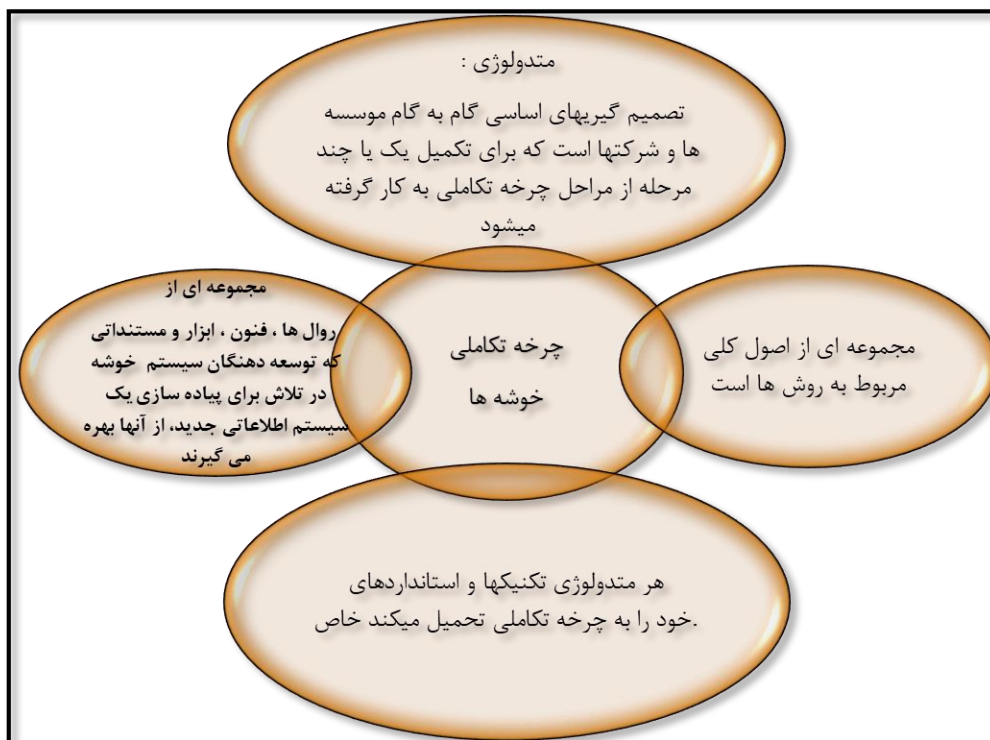 متدولوژی :
تصمیم گیریهای اساسی گام به گام موسسه
ها و شرکتها است که برای تکمیل یک یا چند
مرحله از مراحل چرخه تکاملی به کار گرفته
میشود
مجموعه ای از اصول کلی
مربوط به روش ها است
چرخه تکاملی
خوشه ها
مجموعه ای از
روال ها ، فنون ، ابزار و مستنداتی
که توسعه دهنگان سیستم خوشه
در تلاش برای پیاده سازی یک
سیستم اطلاعاتی جدید، از آنها بهره
می گیرند
هر متدولوژی تکنیکها و استانداردهای
.خود را به چرخه تکاملی تحمیل میکند خاص